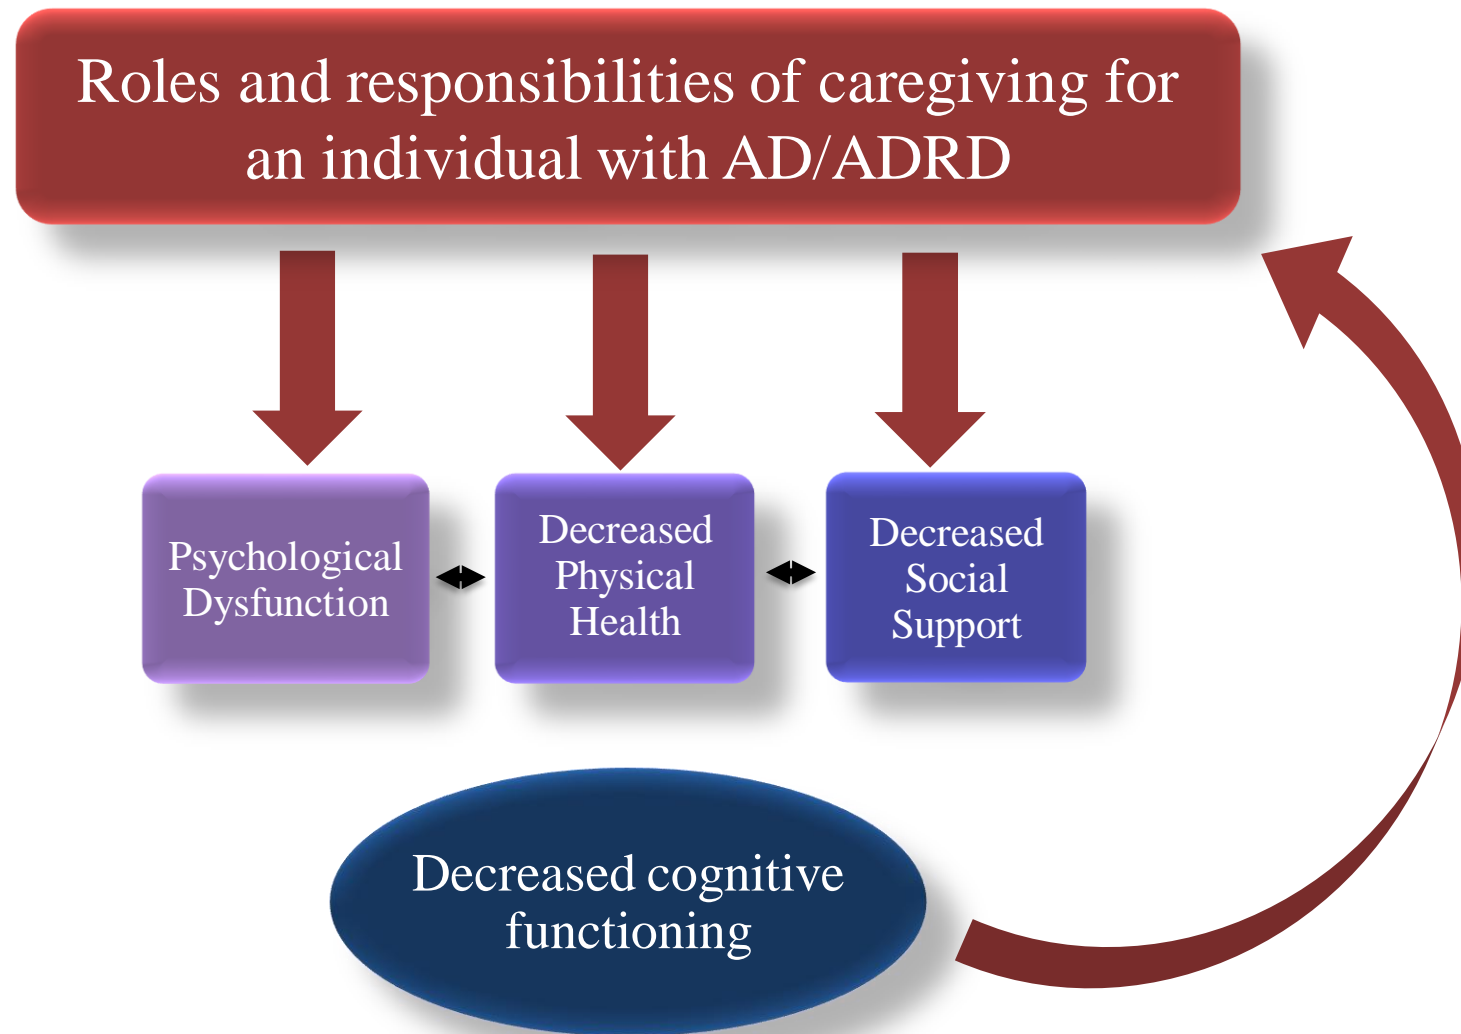 Roles and responsibilities of caregiving for
an individual with AD/ADRD
Psychological
Dysfunction
Decreased
Physical
Health
Decreased
Social
Support
Decreased cognitive
functioning